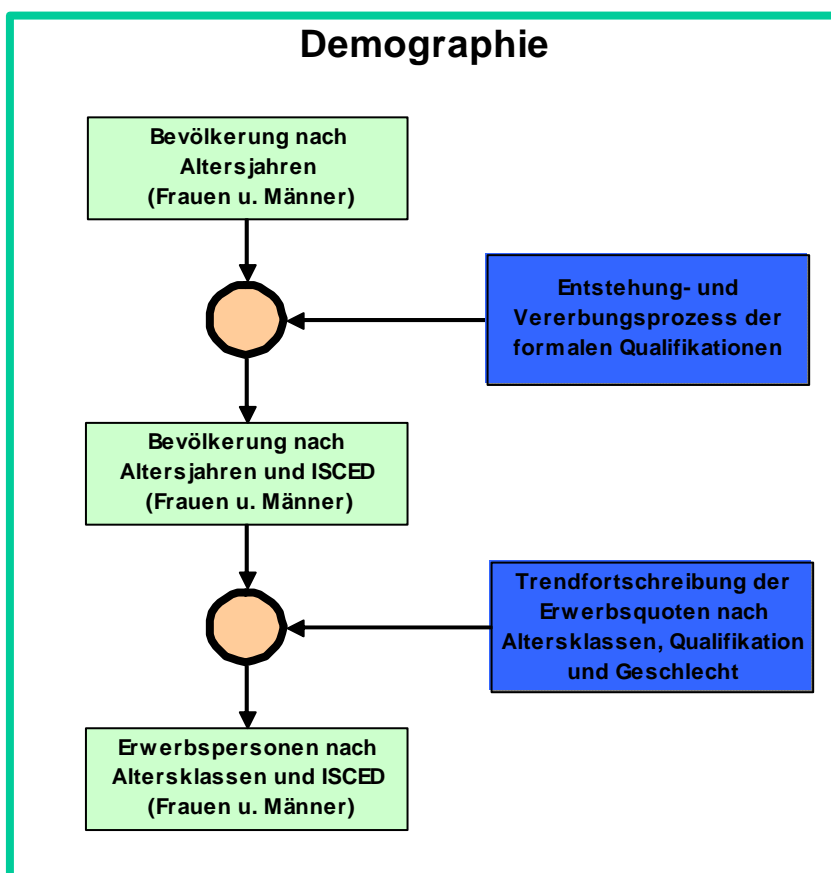 Demographie
Bevölkerung nach
Altersjahren
(Frauen u. Männer)
Entstehung- und
Vererbungsprozess der
formalen Qualifikationen
Bevölkerung nach
Altersjahren und ISCED
(Frauen u. Männer)
Trendfortschreibung der
Erwerbsquoten nach
Altersklassen, Qualifikation
und Geschlecht
Erwerbspersonen nach
Altersklassen und ISCED
(Frauen u. Männer)